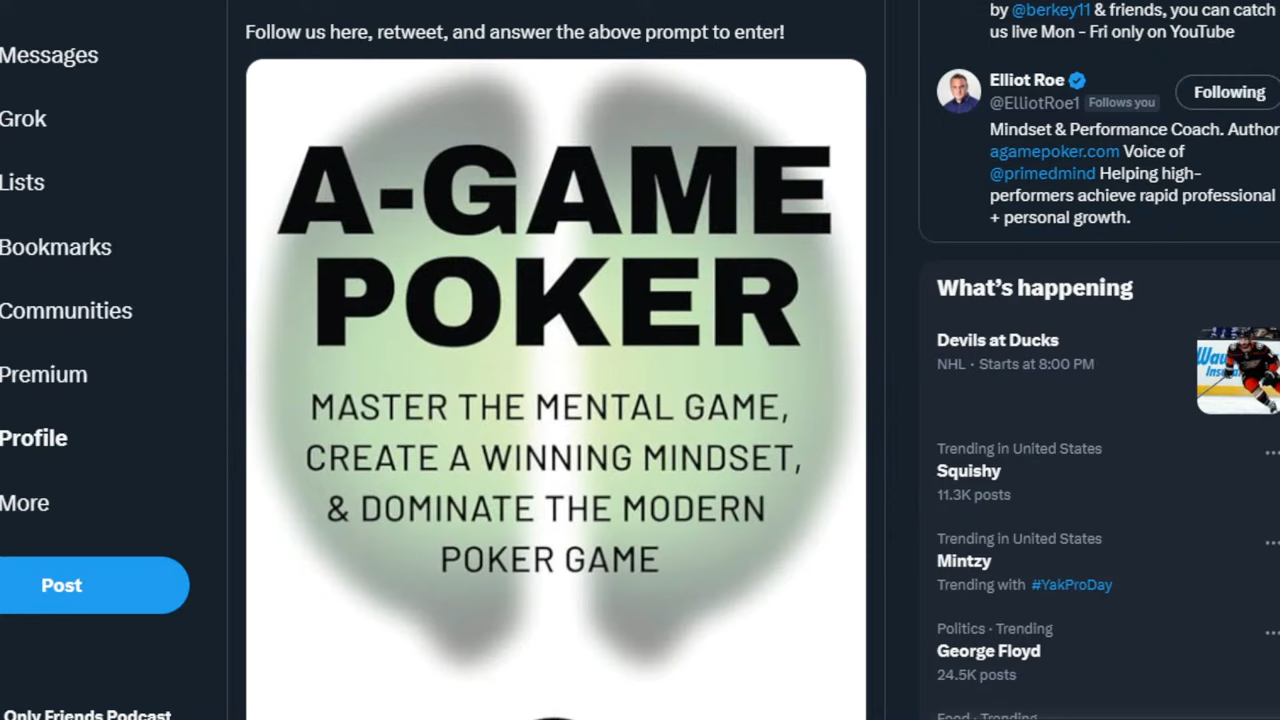 Messages
Grok
Lists
Bookmarks
Communities
Premium
Profile
More
Post
Only Friends Podcast
Follow us here, retweet, and answer the above prompt to enter!
A-GAME
POKER
MASTER THE MENTAL GAME,
CREATE A WINNING MINDSET,
& DOMINATE THE MODERN
POKER GAME
by @berkey11 & friends, you can catch
us live Mon - Fri only on YouTube
Elliot Roe
@ElliotRoe1 Follows you
Following
Mindset & Performance Coach. Author
agamepoker.com Voice of
@primedmind Helping high-
performers achieve rapid professional
+ personal growth.
What's happening
Devils at Ducks
NHL · Starts at 8:00 PM
Trending in United States
Squishy
11.3K posts
Trending in United States
Mintzy
Trending with #YakProDay
Politics · Trending
George Floyd
24.5K posts
Food · Trending